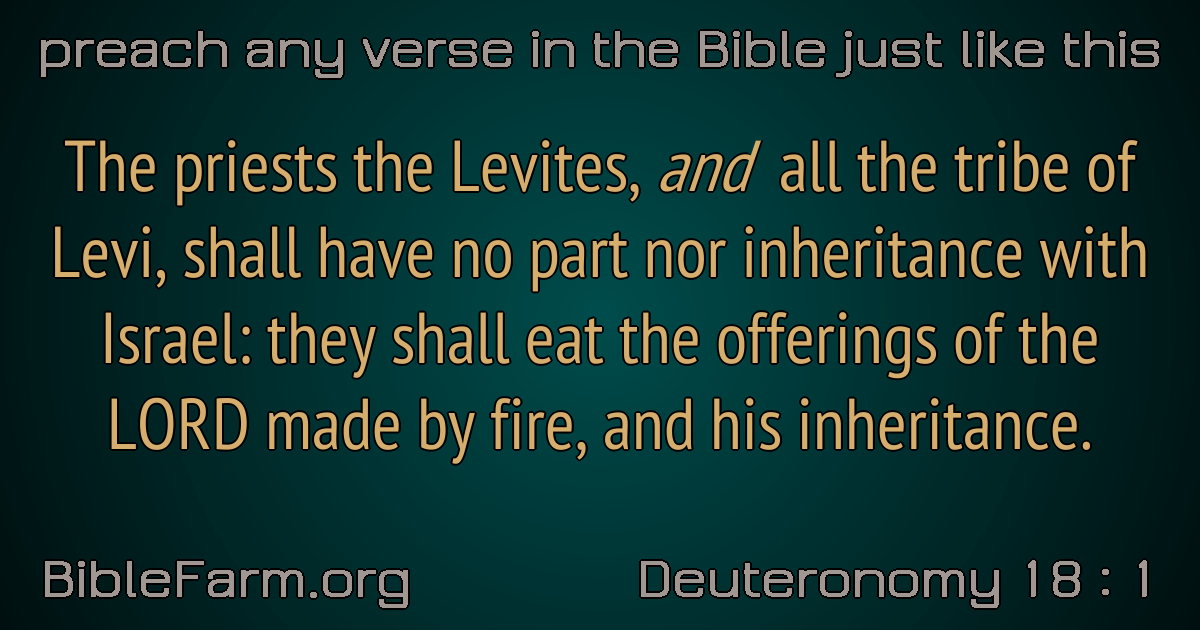 preach any verse in the Bible just like this
The priests the Levites, and all the tribe of
Levi, shall have no part nor inheritance with
Israel: they shall eat the offerings of the
LORD made by fire, and his inheritance.
BibleFarm.org
Deuteronomy 18 : 1